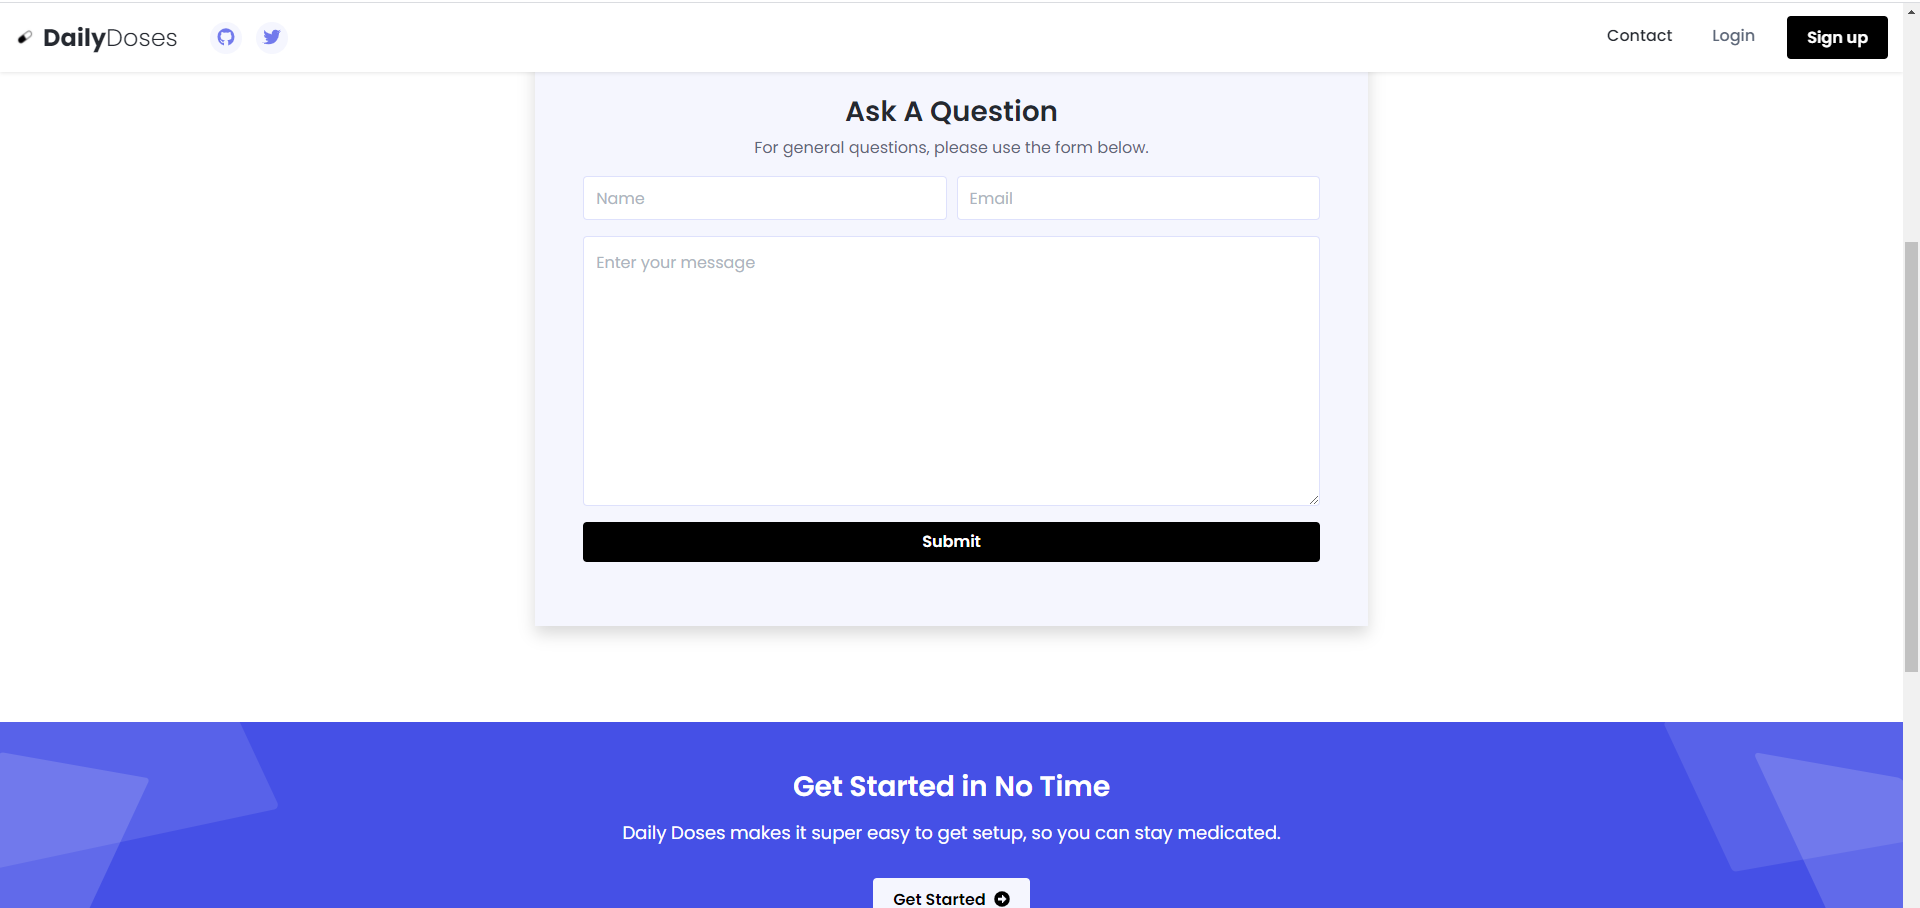 DailyDoses
Contact
Login
Sign up
Ask A Question
For general questions, please use the form below.
Name
Email
Enter your message
Submit
Get Started in No Time
Daily Doses makes it super easy to get setup, so you can stay medicated.
Get Started